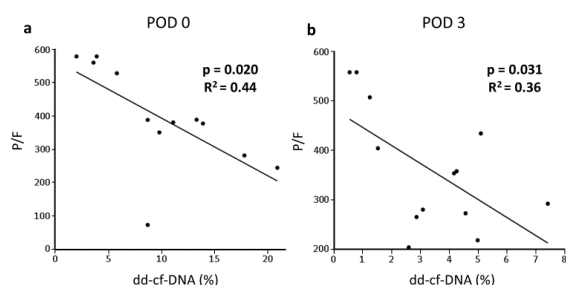 a
POD 0
P/F
600
500
400
300
200
100
0
p = 0.020
R² = 0.44
0
5
10
15
20
dd-cf-DNA (%)
b
POD 3
P/F
600
500
400
300
200
p = 0.031
R² = 0.36
0
1
2
3
4
5
6
7
8
dd-cf-DNA (%)